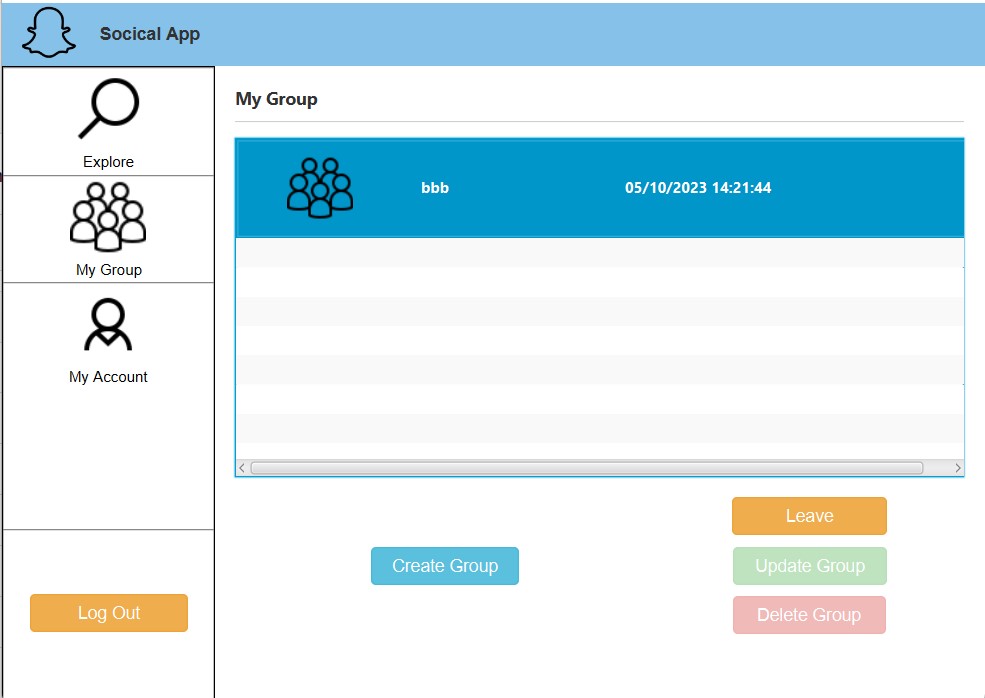 Socical App
Explore
My Group
My Account
Log Out
My Group
bbb 05/10/2023 14:21:44
Leave
Create Group
Update Group
Delete Group